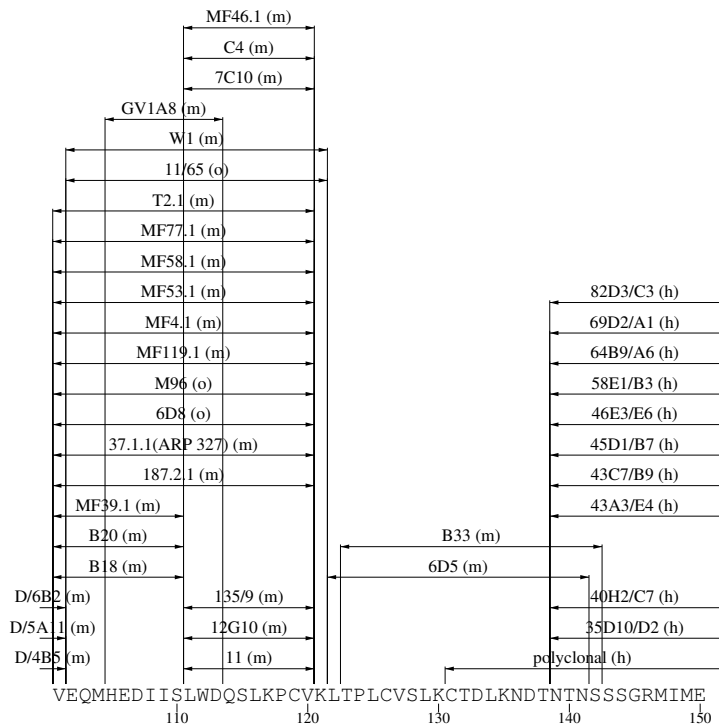 MF46.1 (m)
C4 (m)
7C10 (m)
GV1A8 (m)
W1 (m)
11/65 (o)
T2.1 (m)
MF77.1 (m)
MF58.1 (m)
MF53.1 (m) 82D3/C3 (h)
MF4.1 (m) 69D2/A1 (h)
MF119.1 (m) 64B9/A6 (h)
M96 (o) 58E1/B3 (h)
6D8 (o) 46E3/E6 (h)
37.1.1(ARP 327) (m) 45D1/B7 (h)
187.2.1 (m) 43C7/B9 (h)
MF39.1 (m) 43A3/E4 (h)
B20 (m) B33 (m)
B18 (m) 6D5 (m)
D/6B2 (m) 135/9 (m) 40H2/C7 (h)
D/5A11 (m) 12G10 (m) 35D10/D2 (h)
D/4B5 (m) 11 (m) polyclonal (h)
VEQMHEDIISLWDQSLKPCVKLTPLCVSLKCTDLKNDTNTNSSSGRMIME
110 120 130 140 150